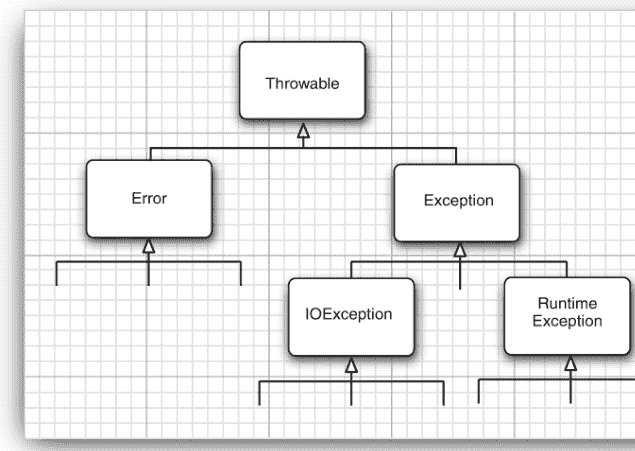 Throwable
Error
Exception
IOException
Runtime
Exception